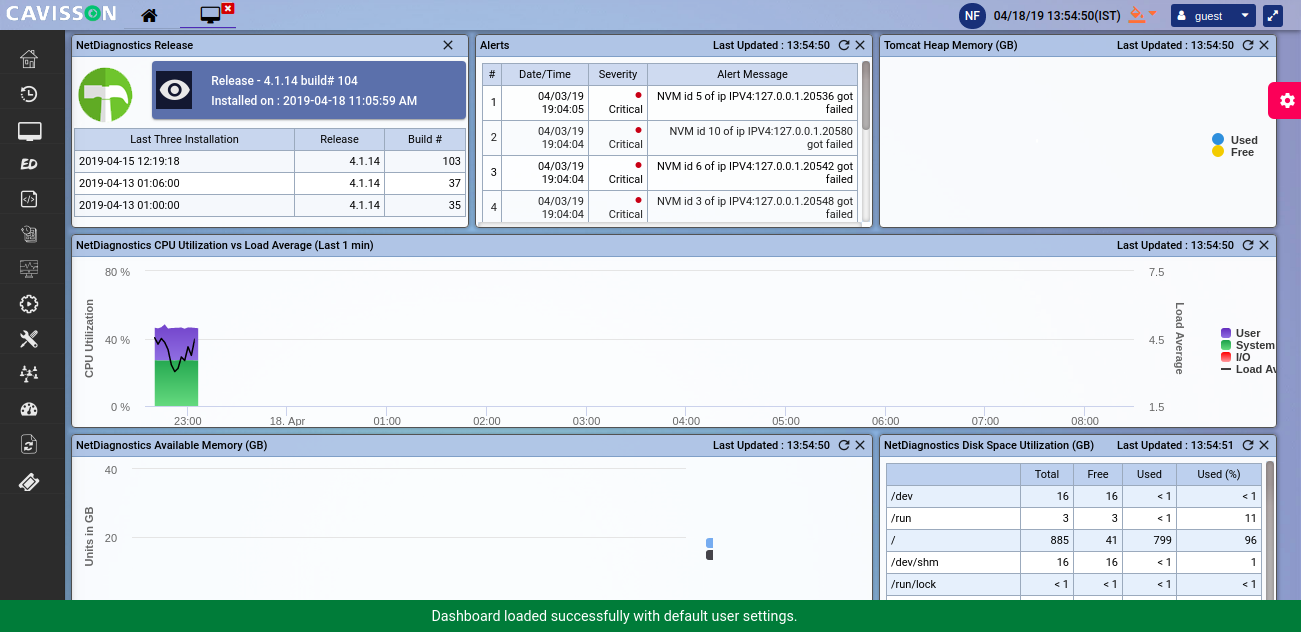 CAVISSON
NF 04/18/19 13:54:50(IST) guest
NetDiagnostics Release
Release - 4.1.14 build# 104
Installed on : 2019-04-18 11:05:59 AM
Last Three Installation Release Build #
2019-04-15 12:19:18 4.1.14 103
2019-04-13 01:06:00 4.1.14 37
2019-04-13 01:00:00 4.1.14 35
Alerts Last Updated : 13:54:50
# Date/Time Severity Alert Message
1 04/03/19 19:04:05 Critical NVM id 5 of ip IPV4:127.0.0.1.20536 got
failed
2 04/03/19 19:04:04 Critical NVM id 10 of ip IPV4:127.0.0.1.20580
got failed
3 04/03/19 19:04:04 Critical NVM id 6 of ip IPV4:127.0.0.1.20542 got
failed
4 04/03/19 19:04:04 Critical NVM id 3 of ip IPV4:127.0.0.1.20548 got
failed
Tomcat Heap Memory (GB) Last Updated : 13:54:50
Used
Free
ED
NetDiagnostics CPU Utilization vs Load Average (Last 1 min) Last Updated : 13:54:50
CPU Utilization
80 %
40 %
0 %
7.5
4.5
1.5
Load Average
User
System
I/O
Load Av
23:00 18. Apr 01:00 02:00 03:00 04:00 05:00 06:00 07:00 08:00
NetDiagnostics Available Memory (GB) Last Updated : 13:54:50
Units in GB
40
20
NetDiagnostics Disk Space Utilization (GB) Last Updated : 13:54:51
Total Free Used Used (%)
/dev 16 16 < 1 < 1
/run 3 3 < 1 11
/ 885 41 799 96
/dev/shm 16 16 < 1 1
/run/lock < 1 < 1 < 1 < 1
Dashboard loaded successfully with default user settings.